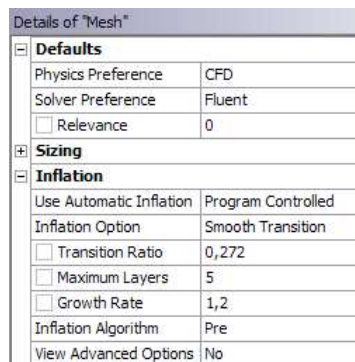 Details of "Mesh"
Defaults
Physics Preference CFD
Solver Preference Fluent
Relevance 0
Sizing
Inflation
Use Automatic Inflation Program Controlled
Inflation Option Smooth Transition
Transition Ratio 0,272
Maximum Layers 5
Growth Rate 1,2
Inflation Algorithm Pre
View Advanced Options No